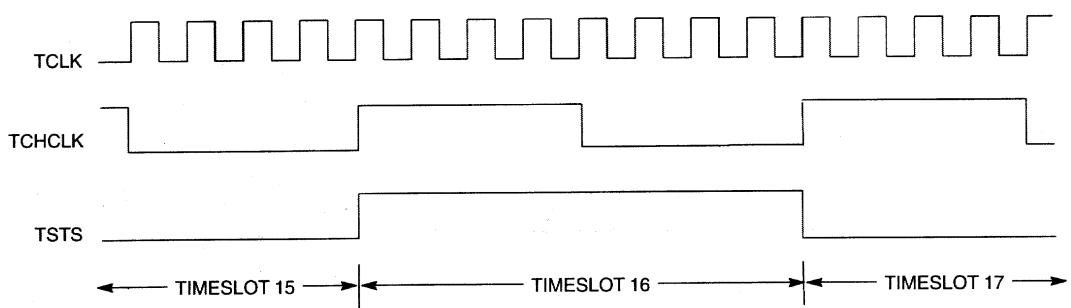 TCLK
TCHCLK
TSTS
TIMESLOT 15
TIMESLOT 16
TIMESLOT 17